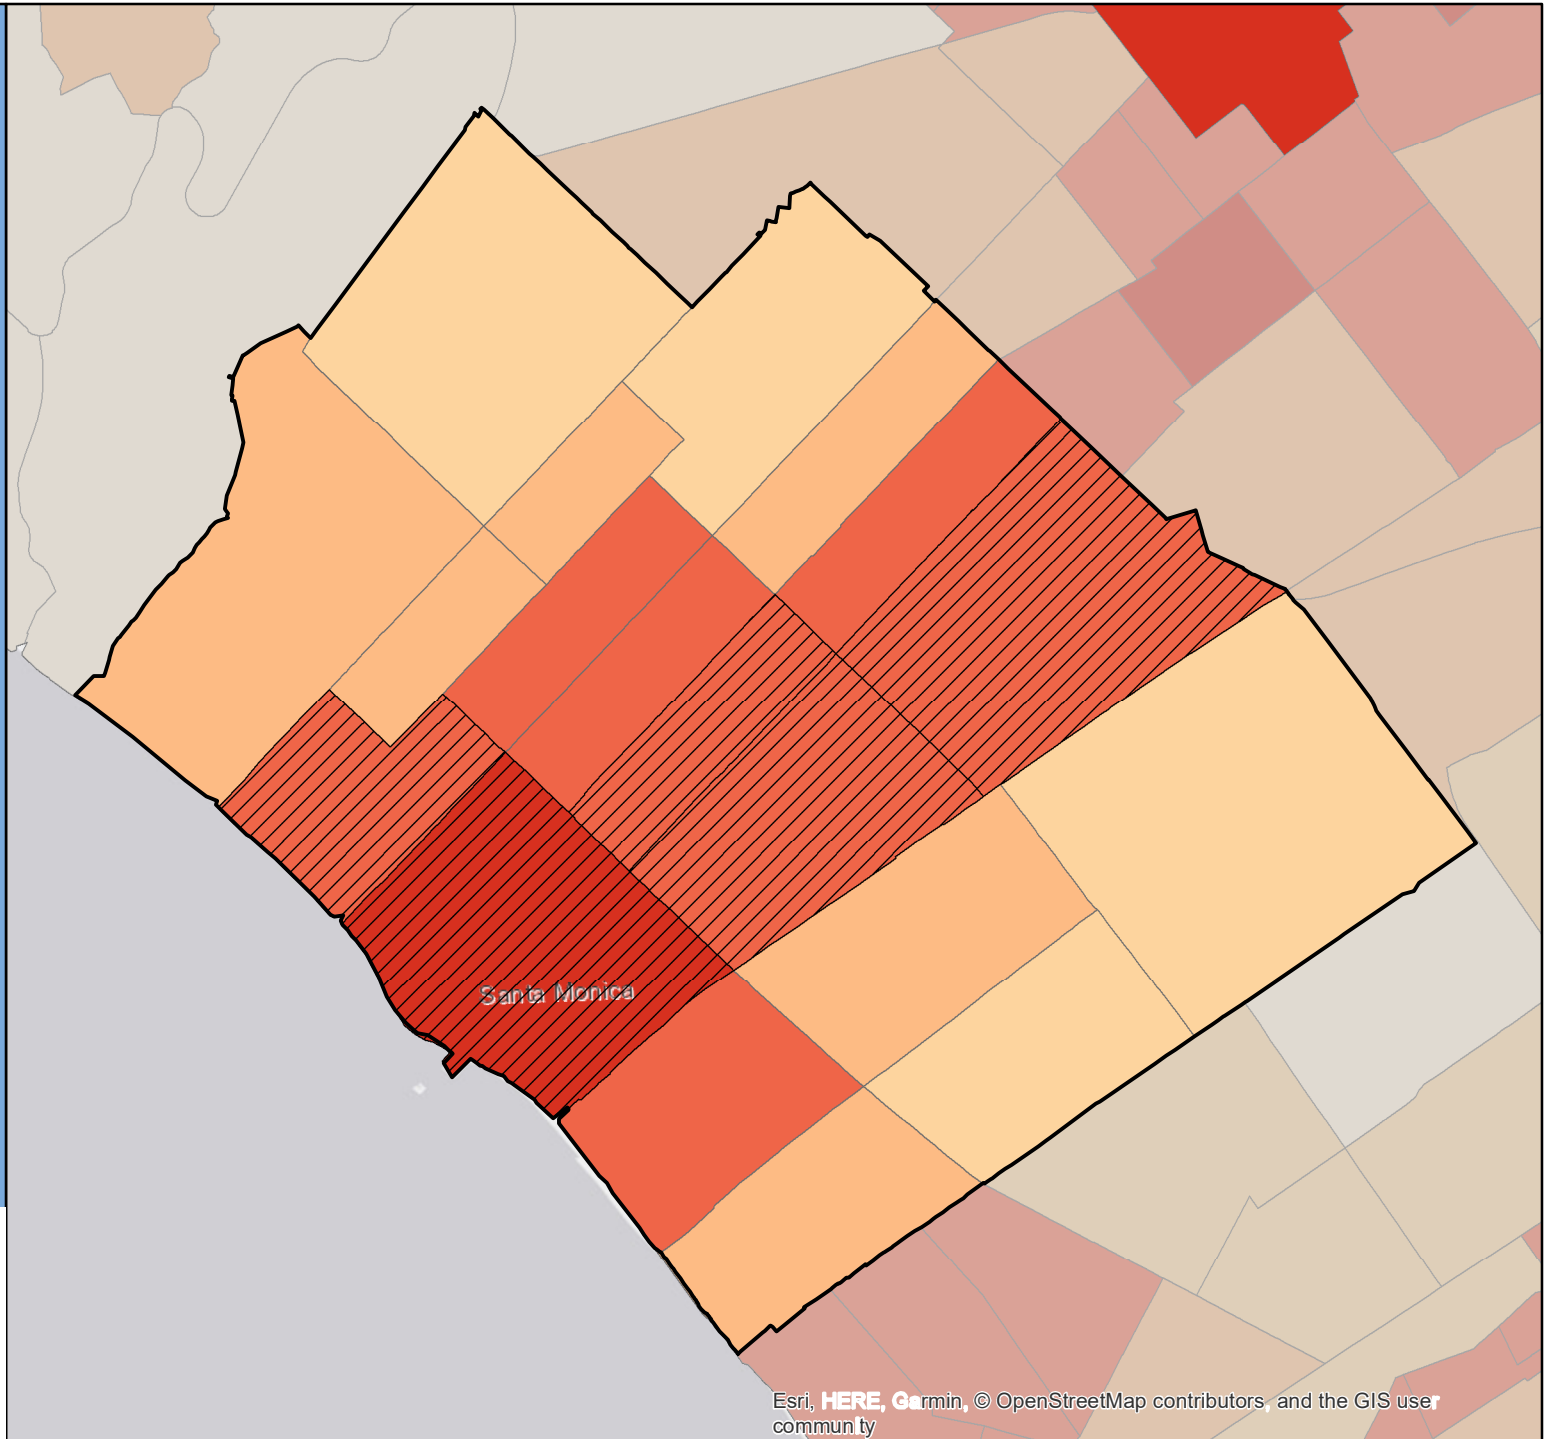 Santa Monica
Esri, HERE, Garmin, © OpenStreetMap contributors, and the GIS user
community